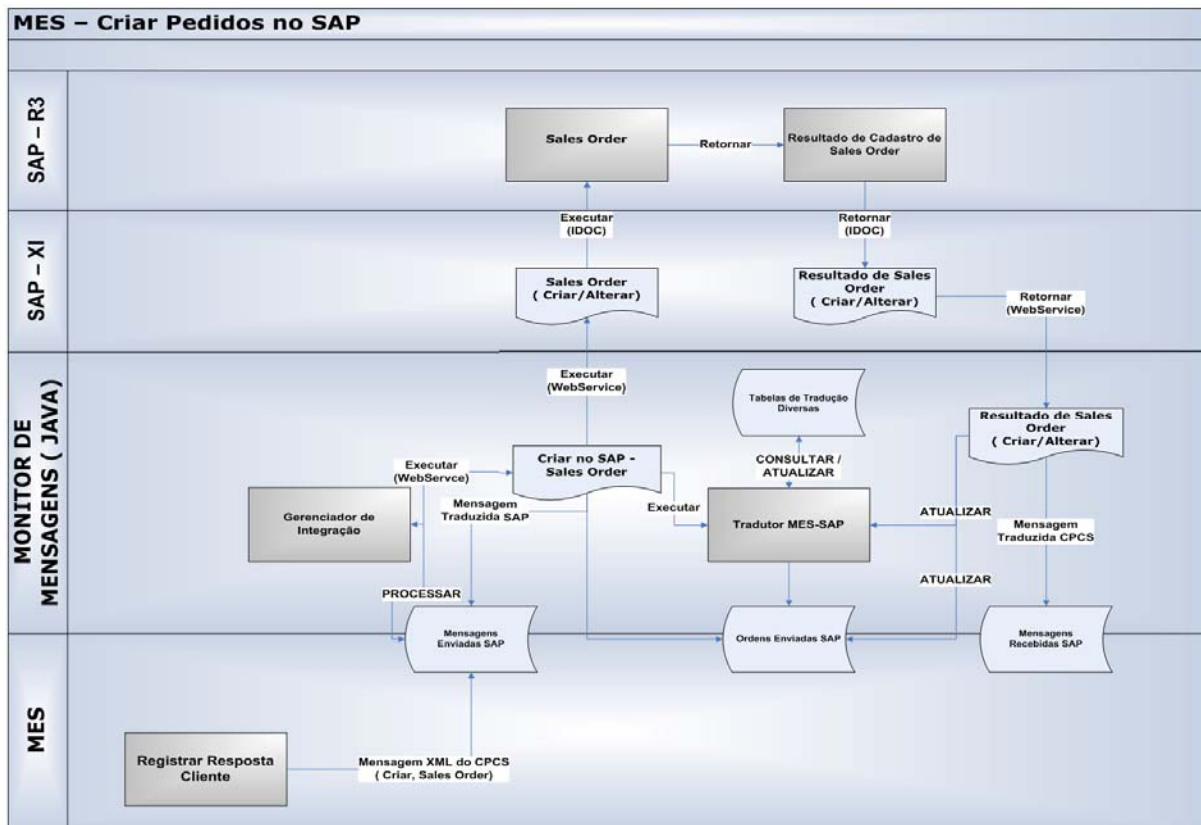 MES – Criar Pedidos no SAP
SAP – R3
Sales Order
Retornar
Resultado de Cadastro de
Sales Order
Executar
(IDOC)
Retornar
(IDOC)
SAP – XI
Sales Order
( Criar/Alterar)
Resultado de Sales
Order
( Criar/Alterar)
Retornar
(WebService)
Executar
(WebService)
MONITOR DE
MENSAGENS ( JAVA)
Tabelas de Tradução
Diversas
Resultado de Sales
Order
( Criar/Alterar)
CONSULTAR /
ATUALIZAR
Criar no SAP -
Sales Order
Executar
(WebServce)
Gerenciador de
Integração
Mensagem
Traduzida SAP
Executar
Tradutor MES-SAP
ATUALIZAR
Mensagem
Traduzida CPCS
PROCESSAR
ATUALIZAR
Mensagens
Enviadas SAP
Ordens Enviadas SAP
Mensagens
Recebidas SAP
MES
Registrar Resposta
Cliente
Mensagem XML do CPCS
( Criar, Sales Order)